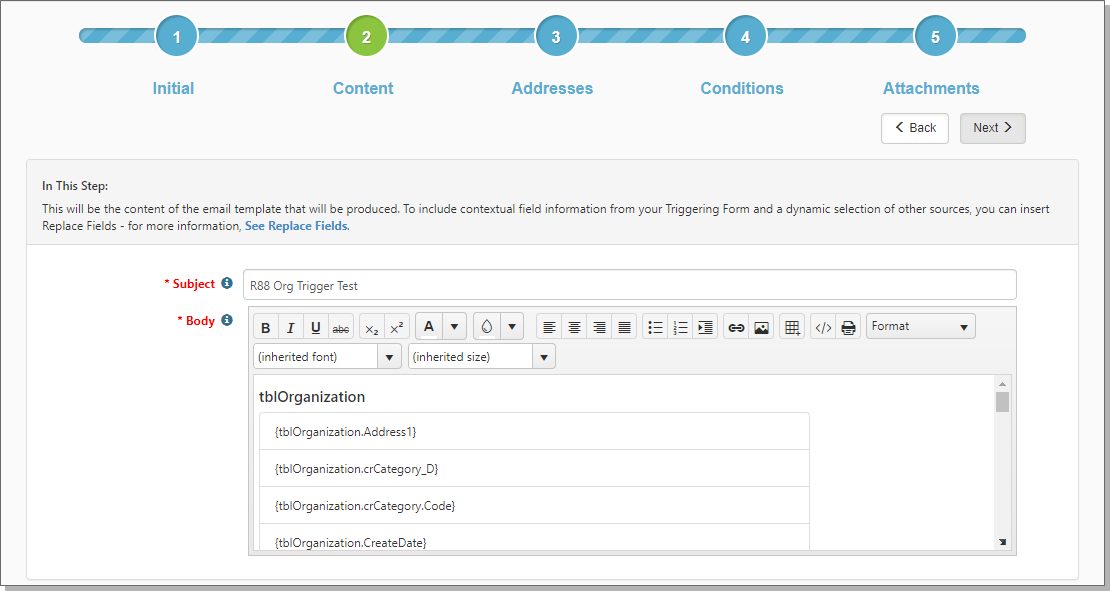 1 2 3 4 5
Initial Content Addresses Conditions Attachments
Back Next
In This Step:
This will be the content of the email template that will be produced. To include contextual field information from your Triggering Form and a dynamic selection of other sources, you can insert
Replace Fields - for more information, See Replace Fields.
* Subject R88 Org Trigger Test
* Body B I U abc x₂ x² A </> Format
(inherited font) (inherited size)
tblOrganization
{tblOrganization.Address1}
{tblOrganization.crCategory_D}
{tblOrganization.crCategory.Code}
{tblOrganization.CreateDate}